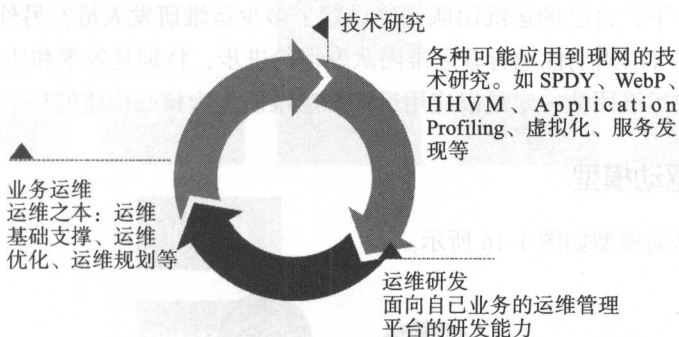 技术研究
各种可能应用到现网的技
术研究。如 SPDY、WebP、
HHVM、Application
Profiling、虚拟化、服务发
现等
业务运维
运维之本：运维
基础支撑、运维
优化、运维规划等
运维研发
面向自己业务的运维管理
平台的研发能力